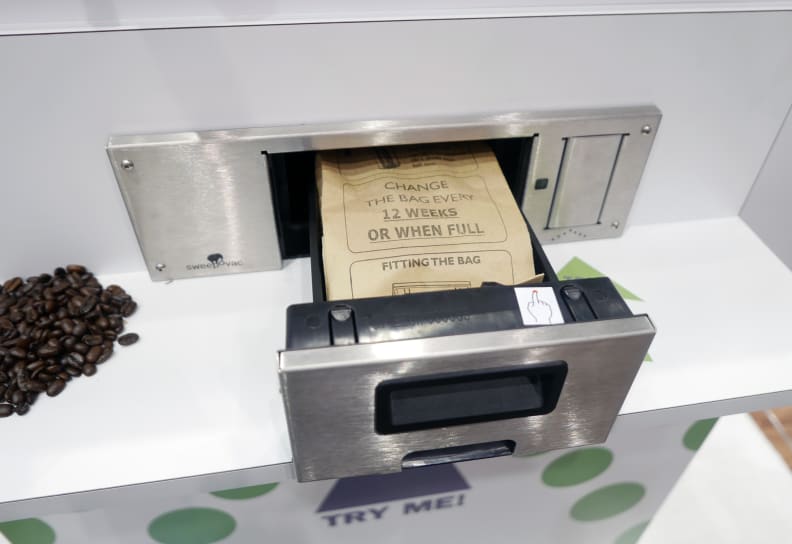 CHANGE
THE BAG EVERY
12 WEEKS
OR WHEN FULL
FITTING THE BAG
sweepovac
TRY ME!